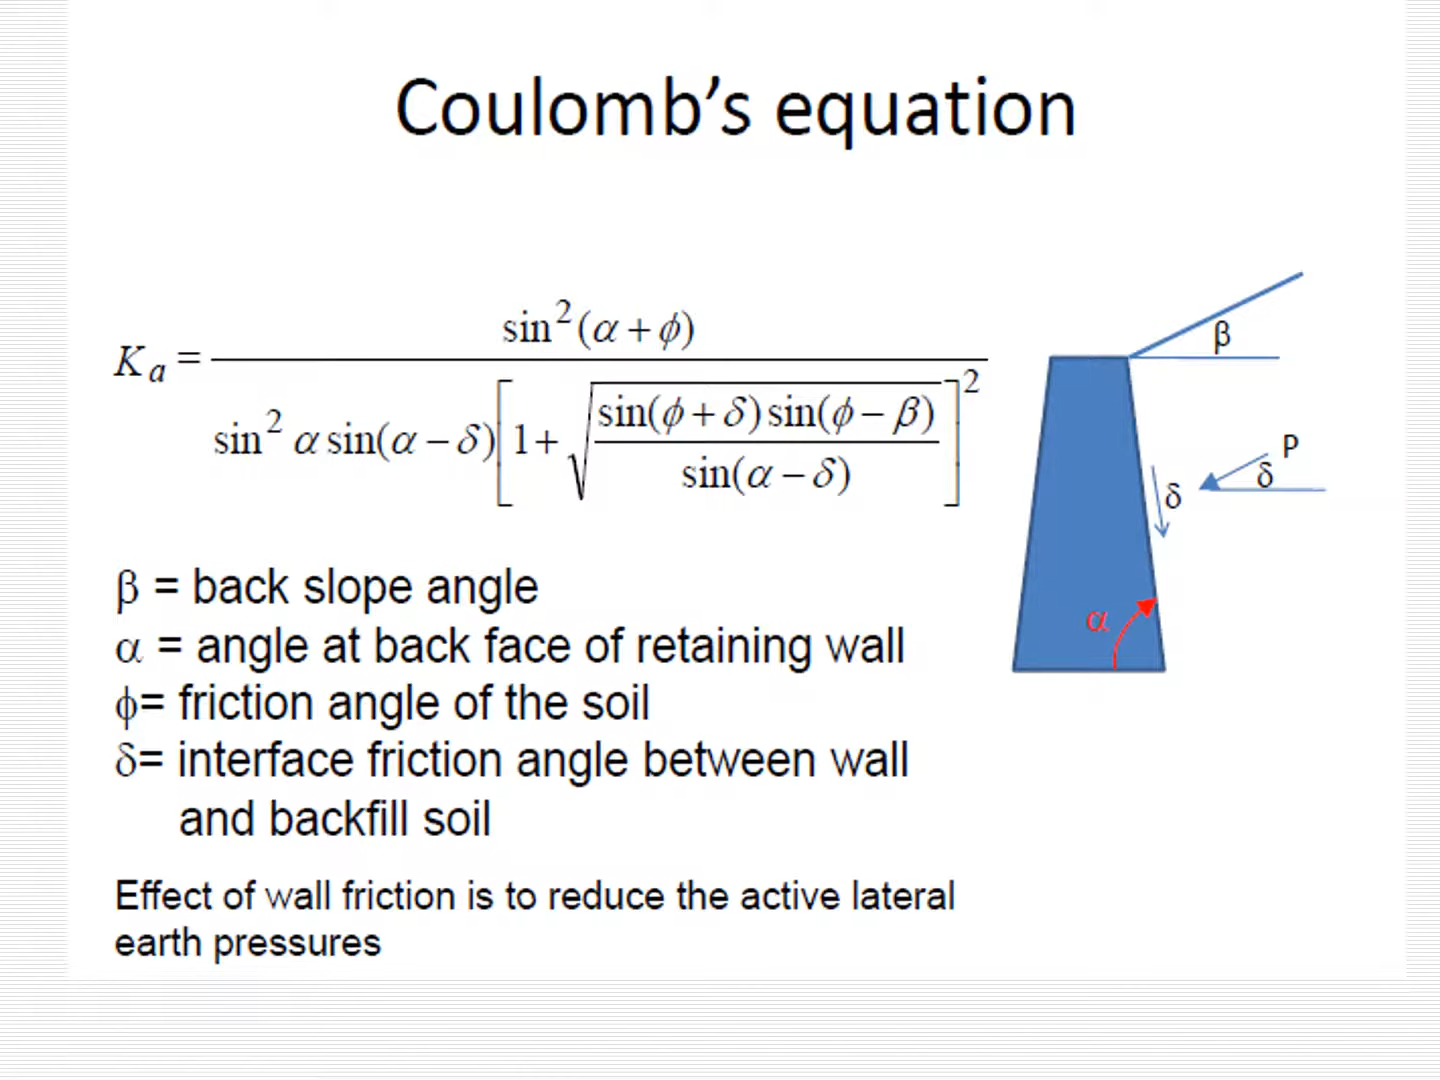 Coulomb's equation
K_a = sin²(α + ϕ) / (sin² α sin(α − δ) [1 + √(sin(ϕ + δ) sin(ϕ − β) / sin(α − δ))]²)
β
P
δ
δ
α
β = back slope angle
α = angle at back face of retaining wall
ϕ= friction angle of the soil
δ= interface friction angle between wall
and backfill soil
Effect of wall friction is to reduce the active lateral
earth pressures